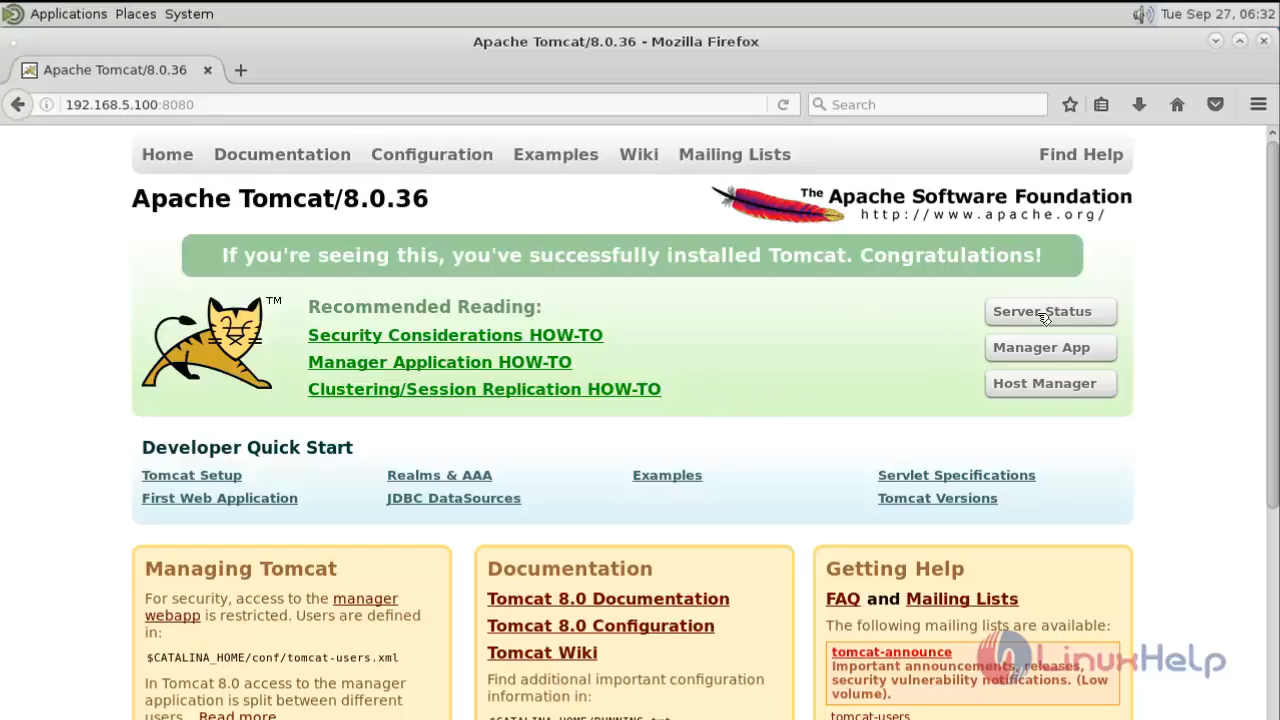 Applications Places System
Tue Sep 27, 06:32
Apache Tomcat/8.0.36 - Mozilla Firefox
Apache Tomcat/8.0.36
192.168.5.100:8080
Search
Home Documentation Configuration Examples Wiki Mailing Lists Find Help
Apache Tomcat/8.0.36
The Apache Software Foundation
http://www.apache.org/
If you're seeing this, you've successfully installed Tomcat. Congratulations!
TM
Recommended Reading:
Security Considerations HOW-TO
Manager Application HOW-TO
Clustering/Session Replication HOW-TO
Server Status
Manager App
Host Manager
Developer Quick Start
Tomcat Setup
First Web Application
Realms & AAA
JDBC DataSources
Examples
Servlet Specifications
Tomcat Versions
Managing Tomcat
For security, access to the manager
webapp is restricted. Users are defined
in:
$CATALINA_HOME/conf/tomcat-users.xml
In Tomcat 8.0 access to the manager
application is split between different
users. Read more...
Documentation
Tomcat 8.0 Documentation
Tomcat 8.0 Configuration
Tomcat Wiki
Find additional important configuration
information in:
$CATALINA_HOME/RUNNING.txt
Getting Help
FAQ and Mailing Lists
The following mailing lists are available:
tomcat-announce
Important announcements, releases,
security vulnerability notifications. (Low
volume).
tomcat-users
LinuxHelp